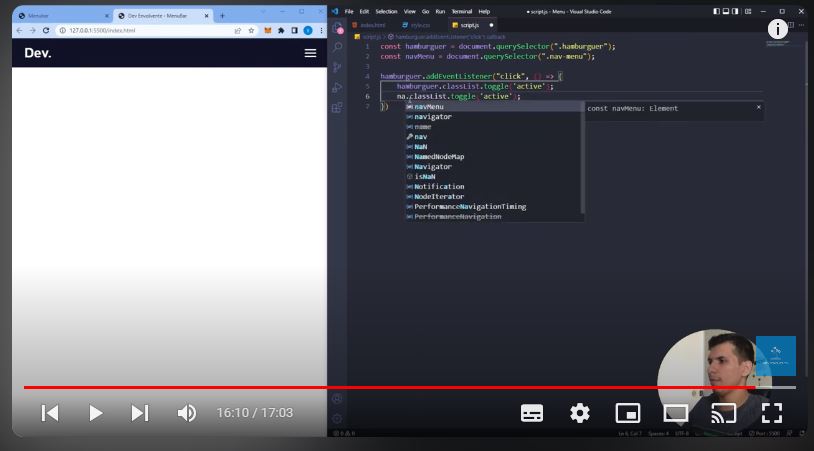 Menubar
Dev Envolvente - MenuBar
127.0.0.1:5500/index.html
Dev.
File Edit Selection View Go Run Terminal Help
● script.js - Menu - Visual Studio Code
index.html
style.css
script.js
script.js > hamburguer.addEventListener('click') callback
1 const hamburguer = document.querySelector(".hamburguer");
2 const navMenu = document.querySelector(".nav-menu");
3
4 hamburguer.addEventListener("click", () => {
5 hamburguer.classList.toggle('active');
6 na.classList.toggle('active');
7 })
navMenu
const navMenu: Element
navigator
name
nav
NaN
NamedNodeMap
Navigator
isNaN
Notification
NodeIterator
PerformanceNavigationTiming
PerformanceNavigation
16:10 / 17:03
Ln 6, Col 7 Spaces: 4 UTF-8
Port : 5500